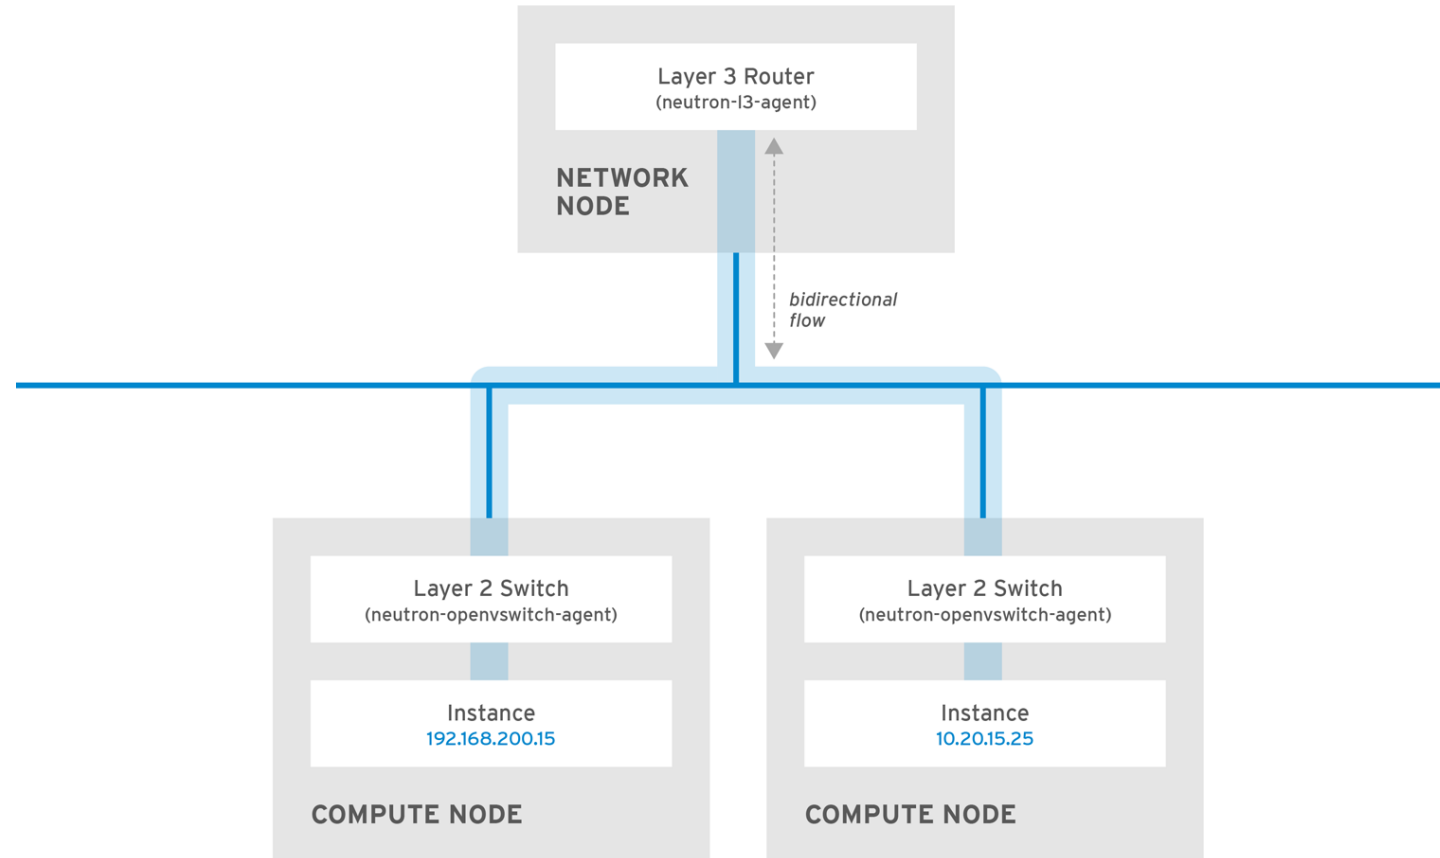 Layer 3 Router
(neutron-l3-agent)
NETWORK
NODE
bidirectional
flow
Layer 2 Switch
(neutron-openvswitch-agent)
Instance
192.168.200.15
COMPUTE NODE
Layer 2 Switch
(neutron-openvswitch-agent)
Instance
10.20.15.25
COMPUTE NODE